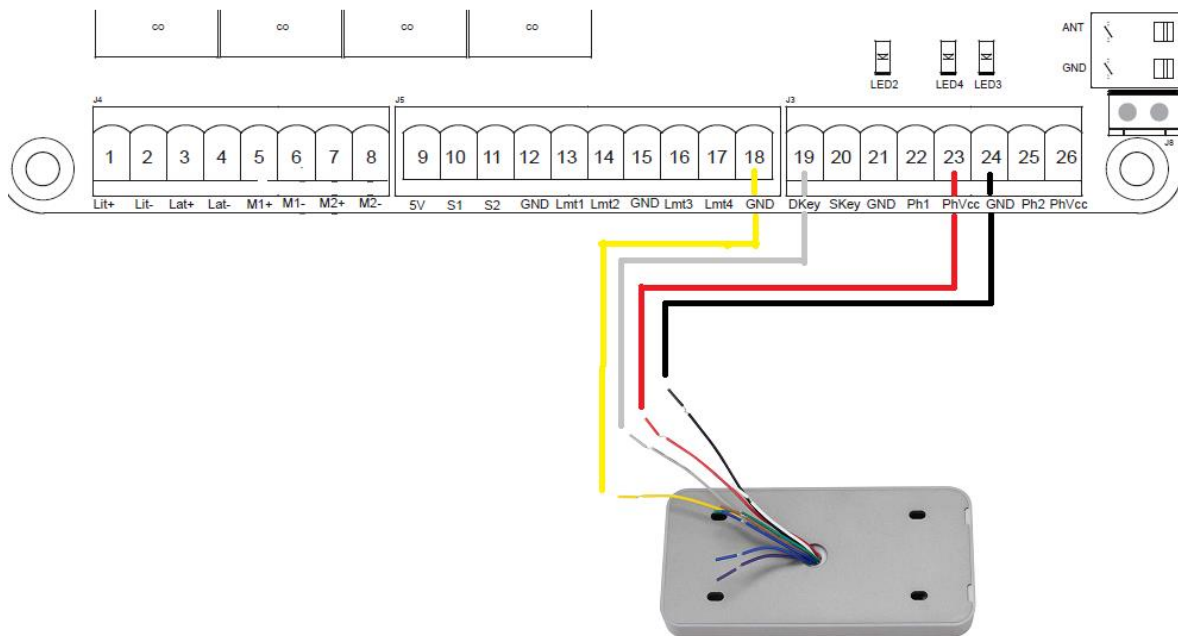 co co co co
ANT
GND
LED2 LED4 LED3
J4 J5 J3
J8
1 2 3 4 5 6 7 8 9 10 11 12 13 14 15 16 17 18 19 20 21 22 23 24 25 26
Lit+ Lit- Lat+ Lat- M1+ M1- M2+ M2- 5V S1 S2 GND Lmt1 Lmt2 GND Lmt3 Lmt4 GND DKey SKey GND Ph1 PhVcc GND Ph2 PhVcc